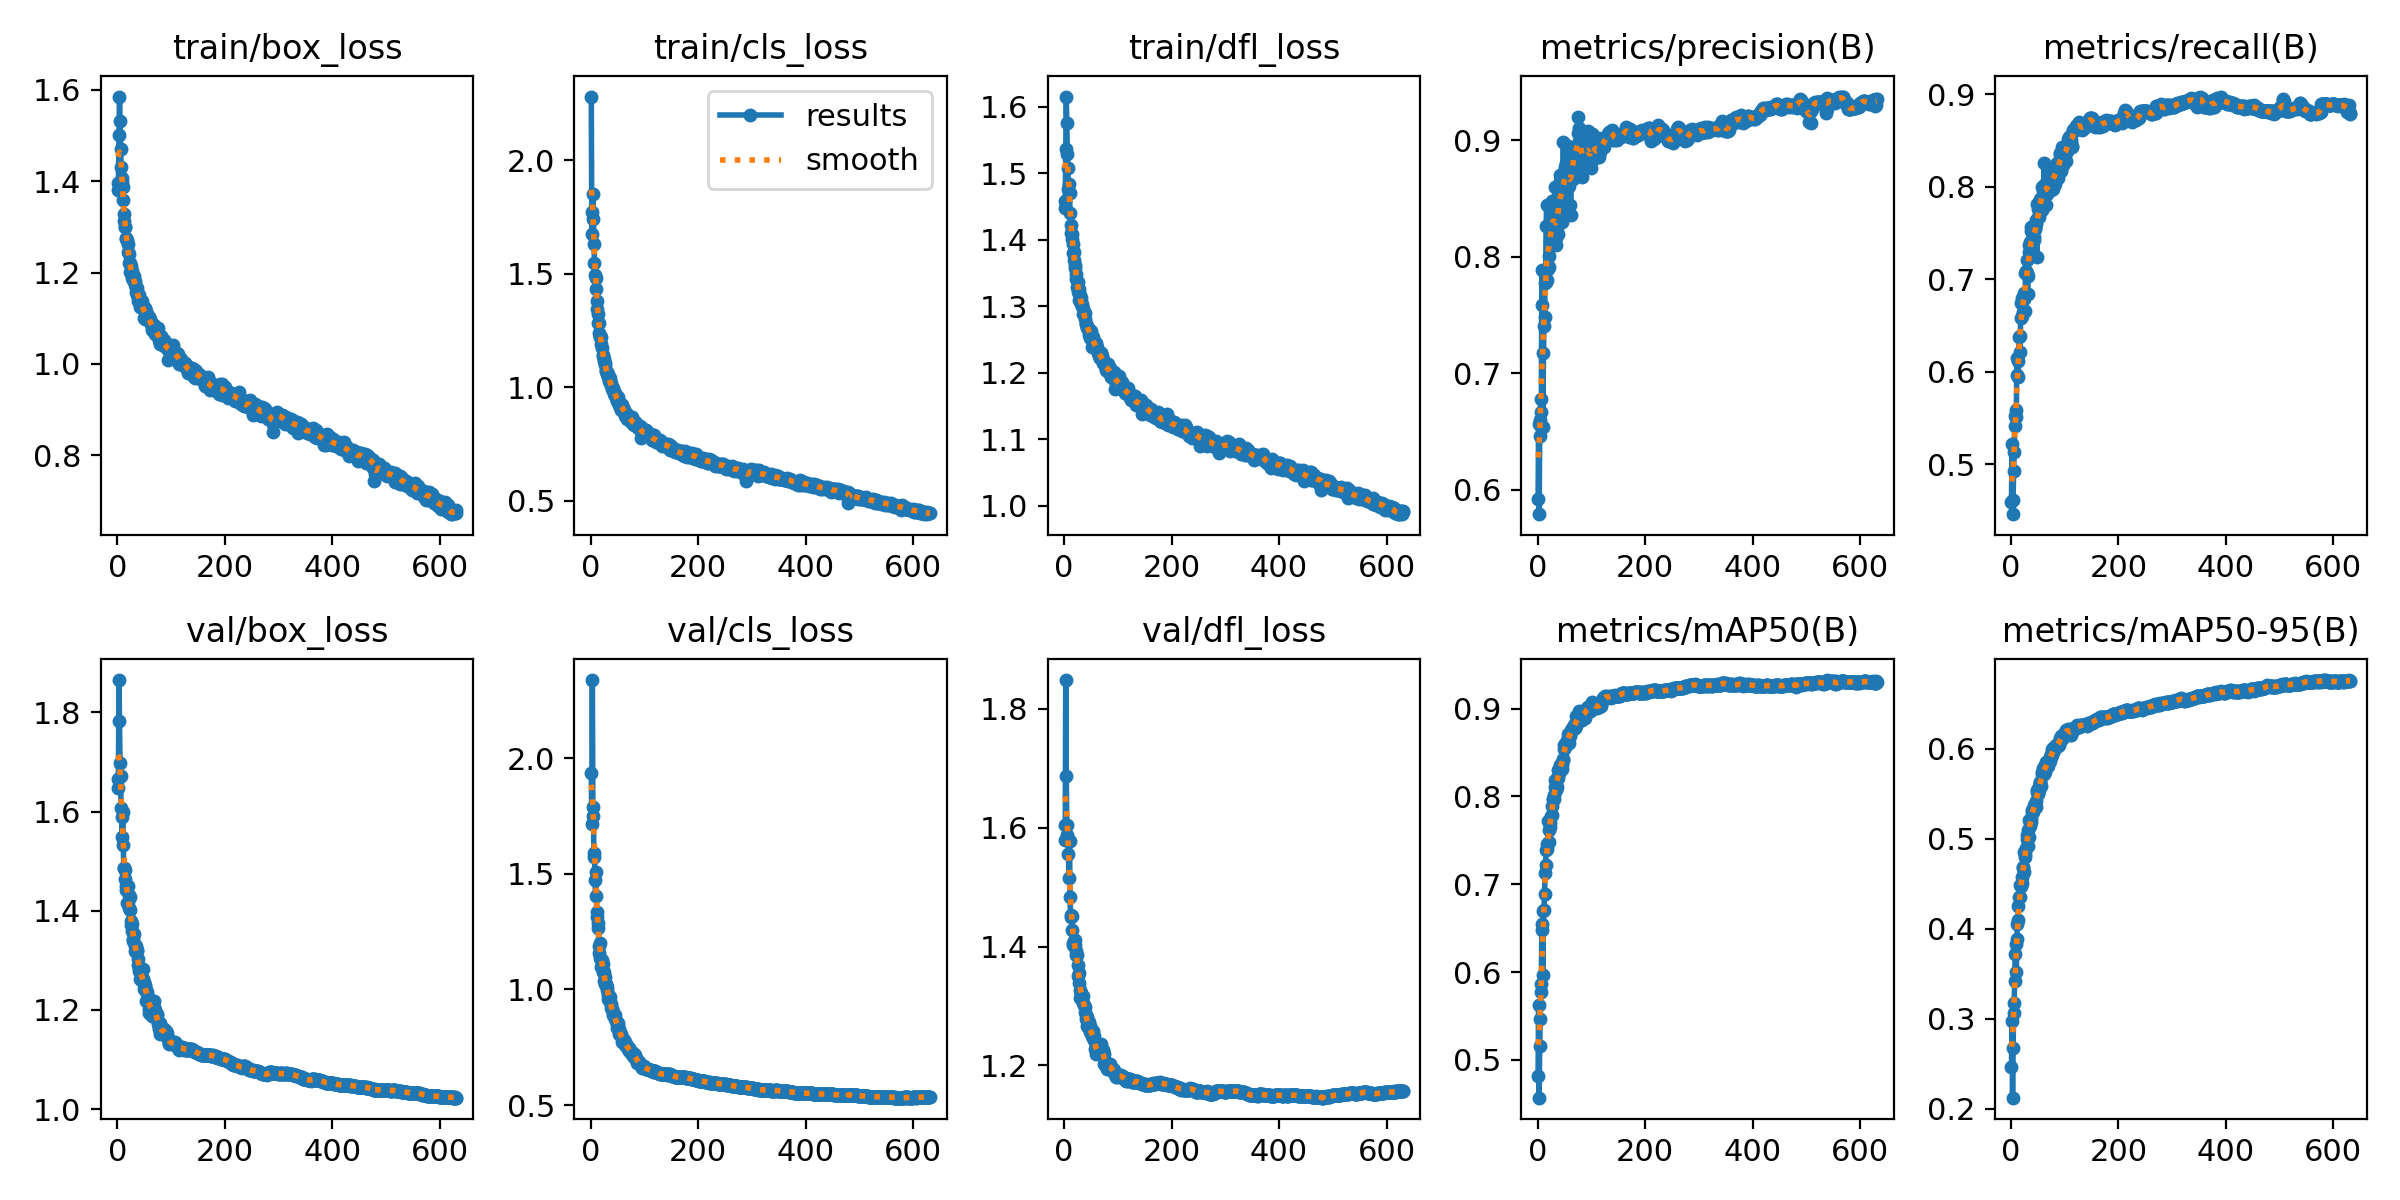 train/box_loss
1.6
1.4
1.2
1.0
0.8
0 200 400 600
train/cls_loss
results
smooth
2.0
1.5
1.0
0.5
0 200 400 600
train/dfl_loss
1.6
1.5
1.4
1.3
1.2
1.1
1.0
0 200 400 600
metrics/precision(B)
0.9
0.8
0.7
0.6
0 200 400 600
metrics/recall(B)
0.9
0.8
0.7
0.6
0.5
0 200 400 600
val/box_loss
1.8
1.6
1.4
1.2
1.0
0 200 400 600
val/cls_loss
2.0
1.5
1.0
0.5
0 200 400 600
val/dfl_loss
1.8
1.6
1.4
1.2
0 200 400 600
metrics/mAP50(B)
0.9
0.8
0.7
0.6
0.5
0 200 400 600
metrics/mAP50-95(B)
0.6
0.5
0.4
0.3
0.2
0 200 400 600